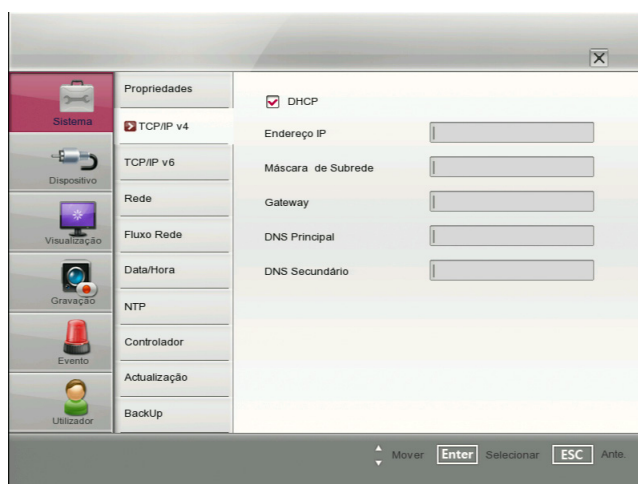 Sistema
Dispositivo
Visualização
Gravação
Evento
Utilizador
Propriedades
TCP/IP v4
TCP/IP v6
Rede
Fluxo Rede
Data/Hora
NTP
Controlador
Actualização
BackUp
DHCP
Endereço IP
Máscara de Subrede
Gateway
DNS Principal
DNS Secundário
Mover Enter Selecionar ESC Ante.